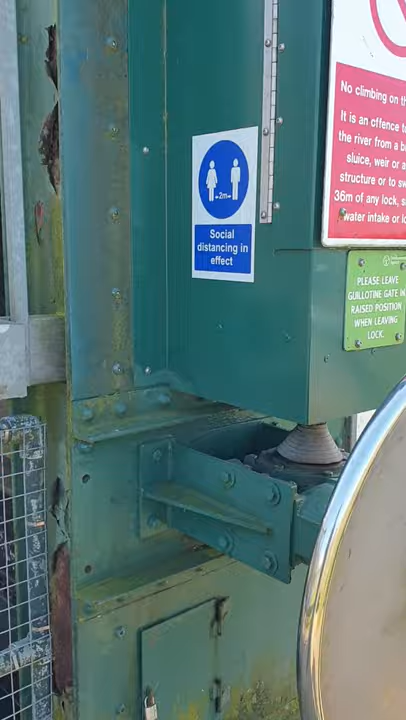 2m
Social
distancing in
effect
No climbing on
It is an offence
the river from a
sluice, weir or a
structure or to
36m of any lock,
water intake or
PLEASE LEAVE
GUILLOTINE GATE
RAISED POSITION
WHEN LEAVING
LOCK.